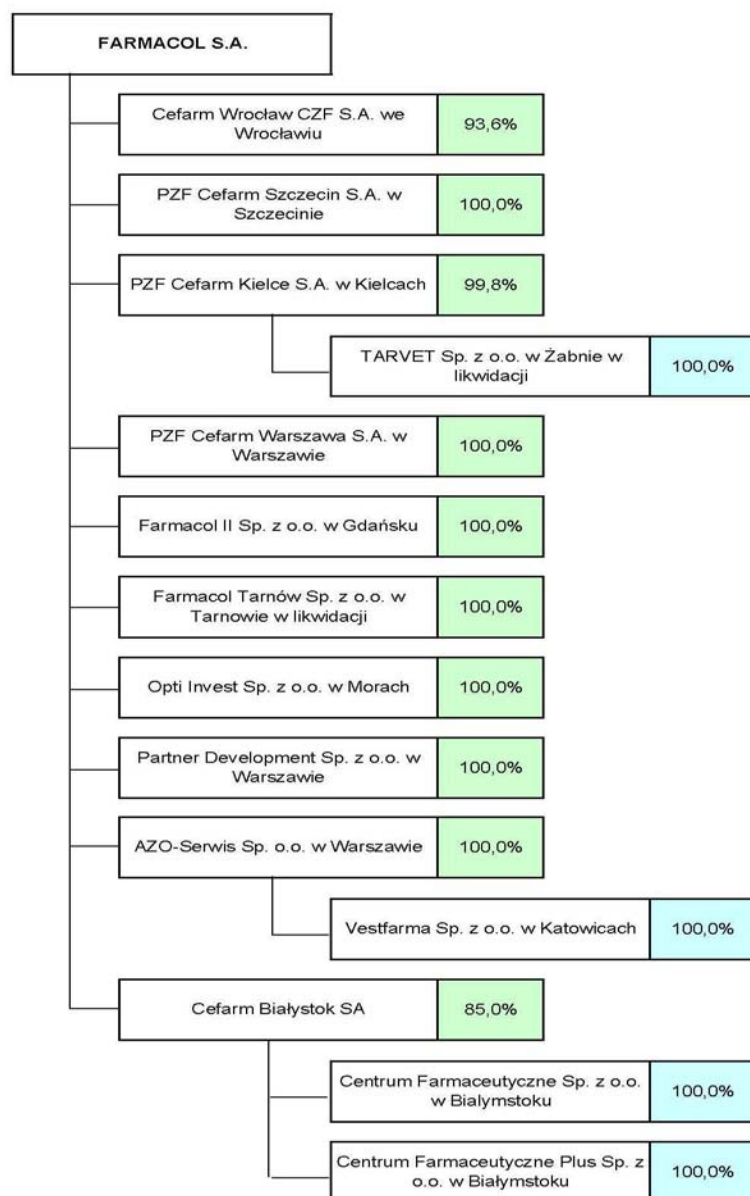 FARMACOL S.A.
Cefarm Wrocław CZF S.A. we
Wrocławiu
93,6%
PZF Cefarm Szczecin S.A. w
Szczecinie
100,0%
PZF Cefarm Kielce S.A. w Kielcach
99,8%
TARVET Sp. z o.o. w Żabnie w
likwidacji
100,0%
PZF Cefarm Warszawa S.A. w
Warszawie
100,0%
Farmacol II Sp. z o.o. w Gdańsku
100,0%
Farmacol Tarnów Sp. z o.o. w
Tarnowie w likwidacji
100,0%
Opti Invest Sp. z o.o. w Morach
100,0%
Partner Development Sp. z o.o. w
Warszawie
100,0%
AZO-Serwis Sp. o.o. w Warszawie
100,0%
Vestfarma Sp. z o.o. w Katowicach
100,0%
Cefarm Białystok SA
85,0%
Centrum Farmaceutyczne Sp. z o.o.
w Bialymstoku
100,0%
Centrum Farmaceutyczne Plus Sp. z
o.o. w Białymstoku
100,0%